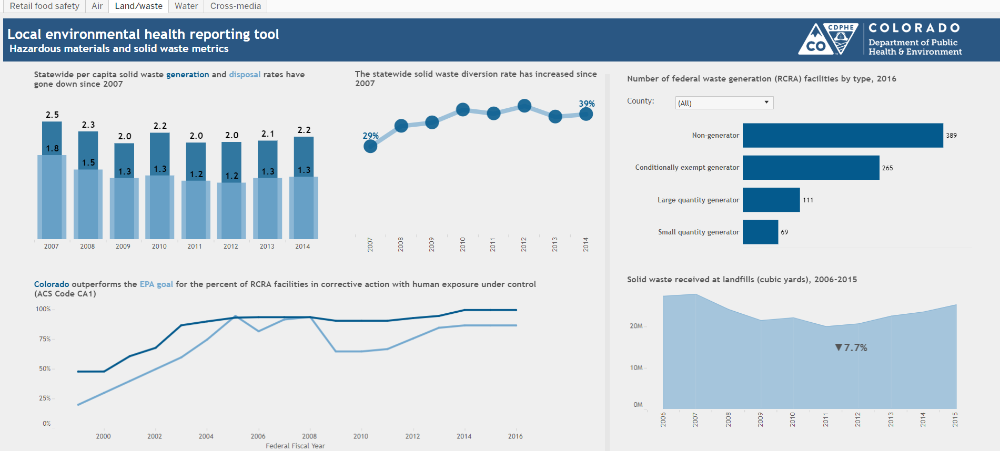 Retail food safety
Air
Land/waste
Water
Cross-media
Local environmental health reporting tool
Hazardous materials and solid waste metrics
CDPHE
CO
TM
COLORADO
Department of Public
Health & Environment
Statewide per capita solid waste generation and disposal rates have
gone down since 2007
2.5
2.3
2.0
2.2
2.0
2.0
2.1
2.2
1.8
1.5
1.3
1.3
1.2
1.2
1.3
1.3
2007
2008
2009
2010
2011
2012
2013
2014
The statewide solid waste diversion rate has increased since
2007
29%
39%
2007
2008
2009
2010
2011
2012
2013
2014
Number of federal waste generation (RCRA) facilities by type, 2016
County:
(All)
Non-generator
389
Conditionally exempt generator
265
Large quantity generator
111
Small quantity generator
69
Colorado outperforms the EPA goal for the percent of RCRA facilities in corrective action with human exposure under control
(ACS Code CA1)
100%
75%
50%
25%
0%
2000
2002
2004
2006
2008
2010
2012
2014
2016
Federal Fiscal Year
Solid waste received at landfills (cubic yards), 2006-2015
20M
10M
0M
▼7.7%
2006
2007
2008
2009
2010
2011
2012
2013
2014
2015